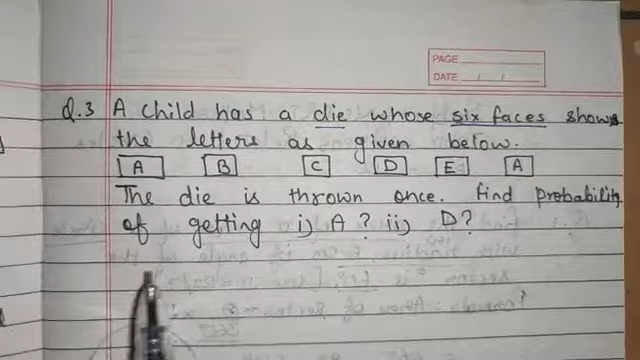 PAGE
DATE / /
Q.3 A child has a die whose six faces shows
the letters as given below.
A B C D E A
The die is thrown once. find probability
of getting i) A? ii) D?